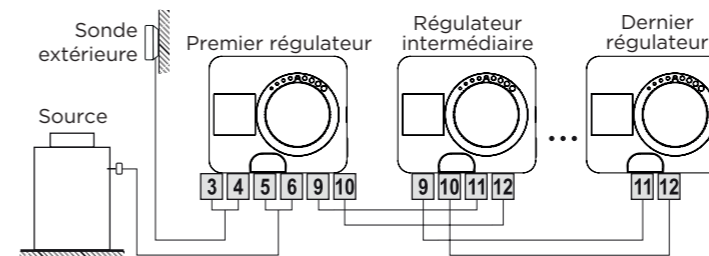 Sonde
extérieure
Premier régulateur
Régulateur
intermédiaire
Dernier
régulateur
Source
...
3 4 5 6 9 10
9 10 11 12
11 12